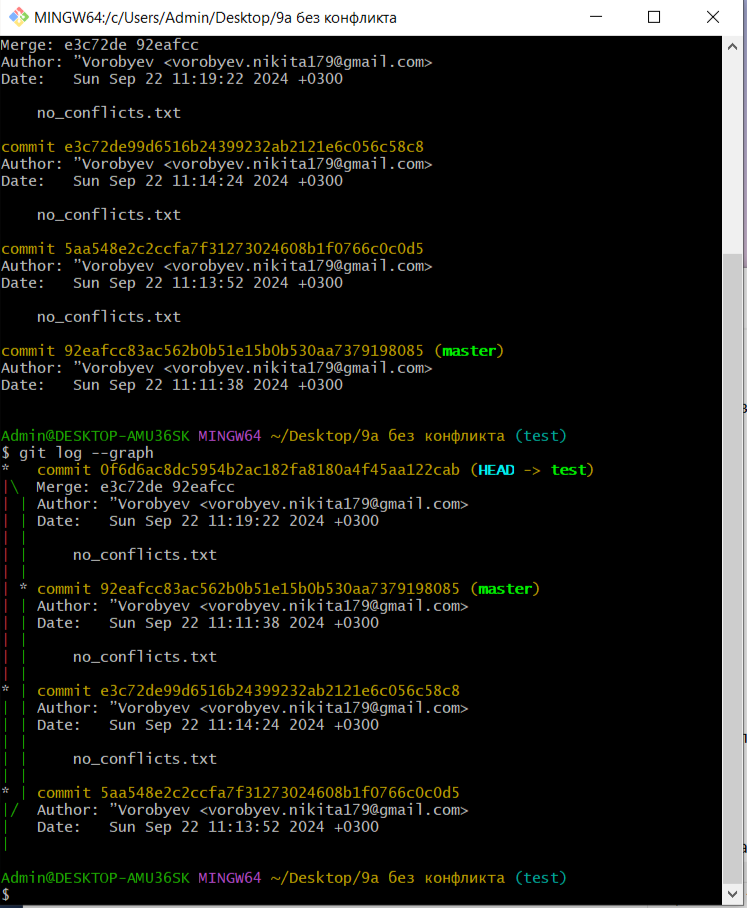 MINGW64:/c/Users/Admin/Desktop/9а без конфликта
Merge: e3c72de 92eafcc
Author: ”Vorobyev <vorobyev.nikita179@gmail.com>
Date:   Sun Sep 22 11:19:22 2024 +0300
    no_conflicts.txt
commit e3c72de99d6516b24399232ab2121e6c056c58c8
Author: ”Vorobyev <vorobyev.nikita179@gmail.com>
Date:   Sun Sep 22 11:14:24 2024 +0300
    no_conflicts.txt
commit 5aa548e2c2ccfa7f31273024608b1f0766c0c0d5
Author: ”Vorobyev <vorobyev.nikita179@gmail.com>
Date:   Sun Sep 22 11:13:52 2024 +0300
    no_conflicts.txt
commit 92eafcc83ac562b0b51e15b0b530aa7379198085 (master)
Author: ”Vorobyev <vorobyev.nikita179@gmail.com>
Date:   Sun Sep 22 11:11:38 2024 +0300
Admin@DESKTOP-AMU36SK MINGW64 ~/Desktop/9а без конфликта (test)
$ git log --graph
*   commit 0f6d6ac8dc5954b2ac182fa8180a4f45aa122cab (HEAD -> test)
|\  Merge: e3c72de 92eafcc
| | Author: ”Vorobyev <vorobyev.nikita179@gmail.com>
| | Date:   Sun Sep 22 11:19:22 2024 +0300
| |
| |     no_conflicts.txt
| |
| * commit 92eafcc83ac562b0b51e15b0b530aa7379198085 (master)
| | Author: ”Vorobyev <vorobyev.nikita179@gmail.com>
| | Date:   Sun Sep 22 11:11:38 2024 +0300
| |
| |     no_conflicts.txt
| |
* | commit e3c72de99d6516b24399232ab2121e6c056c58c8
| | Author: ”Vorobyev <vorobyev.nikita179@gmail.com>
| | Date:   Sun Sep 22 11:14:24 2024 +0300
| |
| |     no_conflicts.txt
| |
* | commit 5aa548e2c2ccfa7f31273024608b1f0766c0c0d5
|/  Author: ”Vorobyev <vorobyev.nikita179@gmail.com>
|   Date:   Sun Sep 22 11:13:52 2024 +0300
|
Admin@DESKTOP-AMU36SK MINGW64 ~/Desktop/9а без конфликта (test)
$